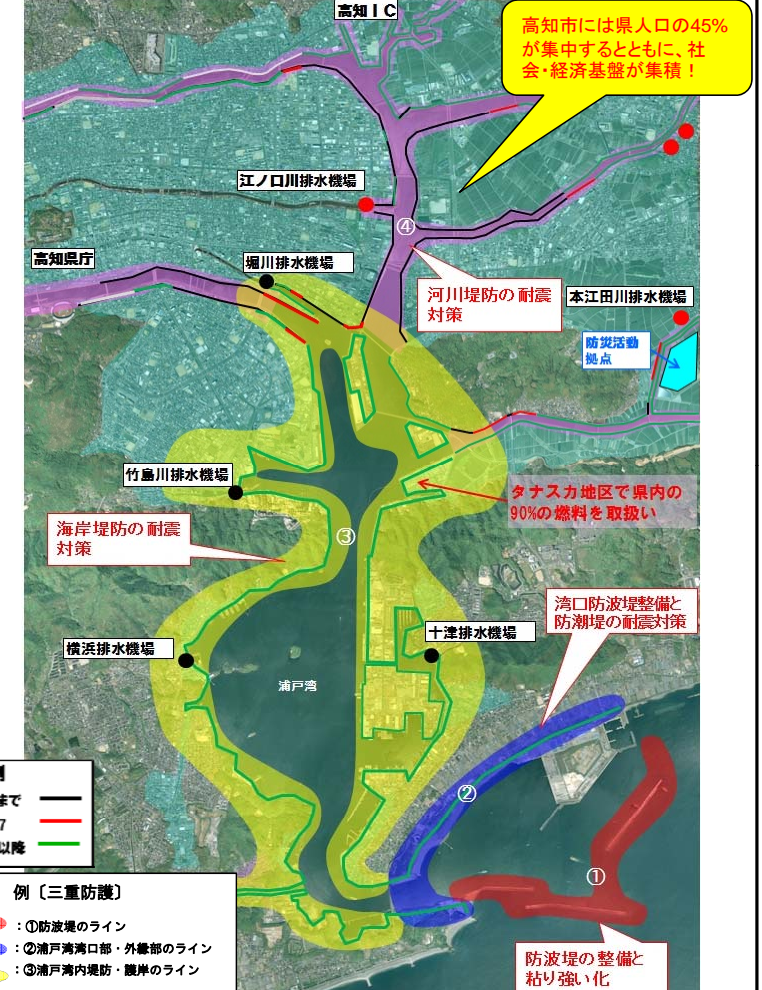 高知ＩＣ
高知市には県人口の45%
が集中するとともに、社
会・経済基盤が集積！
江ノ口川排水機場
④
高知県庁
堀川排水機場
河川堤防の耐震
対策
本江田川排水機場
防災活動
拠点
竹島川排水機場
タナスカ地区で県内の
90%の燃料を取扱い
海岸堤防の耐震
対策
③
湾口防波堤整備と
防潮堤の耐震対策
横浜排水機場
十津排水機場
浦戸湾
②
①
まで
7
以降
例〔三重防護〕
：①防波堤のライン
：②浦戸湾湾口部・外縁部のライン
：③浦戸湾内堤防・護岸のライン
防波堤の整備と
粘り強い化